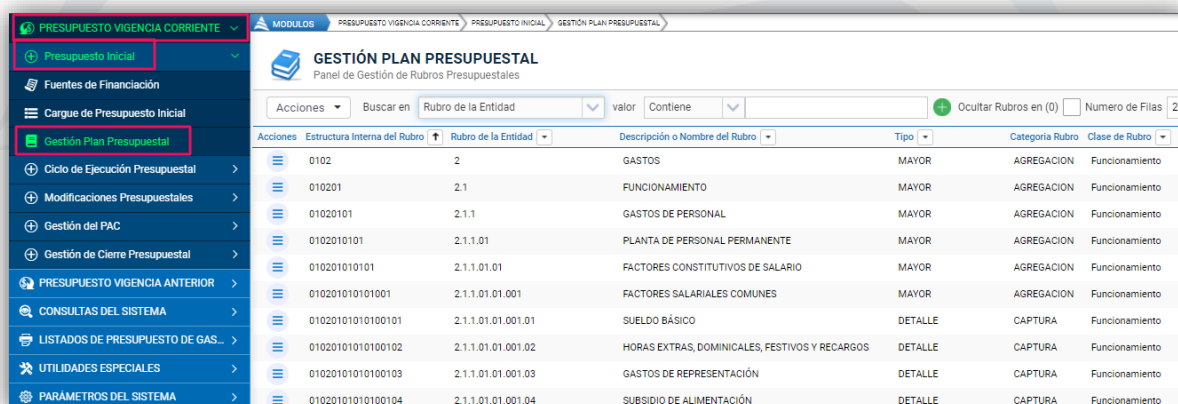 PRESUPUESTO VIGENCIA CORRIENTE
Presupuesto Inicial
Fuentes de Financiación
Cargue de Presupuesto Inicial
Gestión Plan Presupuestal
Ciclo de Ejecución Presupuestal
Modificaciones Presupuestales
Gestión del PAC
Gestión de Cierre Presupuestal
PRESUPUESTO VIGENCIA ANTERIOR
CONSULTAS DEL SISTEMA
LISTADOS DE PRESUPUESTO DE GAS...
UTILIDADES ESPECIALES
PARÁMETROS DEL SISTEMA
MODULOS PRESUPUESTO VIGENCIA CORRIENTE PRESUPUESTO INICIAL GESTIÓN PLAN PRESUPUESTAL
GESTIÓN PLAN PRESUPUESTAL
Panel de Gestión de Rubros Presupuestales
Acciones Buscar en Rubro de la Entidad valor Contiene Ocultar Rubros en (0) Numero de Filas 2
Acciones Estructura Interna del Rubro Rubro de la Entidad Descripción o Nombre del Rubro Tipo Categoria Rubro Clase de Rubro
0102 2 GASTOS MAYOR AGREGACION Funcionamiento
010201 2.1 FUNCIONAMIENTO MAYOR AGREGACION Funcionamiento
01020101 2.1.1 GASTOS DE PERSONAL MAYOR AGREGACION Funcionamiento
0102010101 2.1.1.01 PLANTA DE PERSONAL PERMANENTE MAYOR AGREGACION Funcionamiento
010201010101 2.1.1.01.01 FACTORES CONSTITUTIVOS DE SALARIO MAYOR AGREGACION Funcionamiento
010201010101001 2.1.1.01.01.001 FACTORES SALARIALES COMUNES MAYOR AGREGACION Funcionamiento
01020101010100101 2.1.1.01.01.001.01 SUELDO BÁSICO DETALLE CAPTURA Funcionamiento
01020101010100102 2.1.1.01.01.001.02 HORAS EXTRAS, DOMINICALES, FESTIVOS Y RECARGOS DETALLE CAPTURA Funcionamiento
01020101010100103 2.1.1.01.01.001.03 GASTOS DE REPRESENTACIÓN DETALLE CAPTURA Funcionamiento
01020101010100104 2.1.1.01.01.001.04 SUBSIDIO DE ALIMENTACIÓN DETALLE CAPTURA Funcionamiento